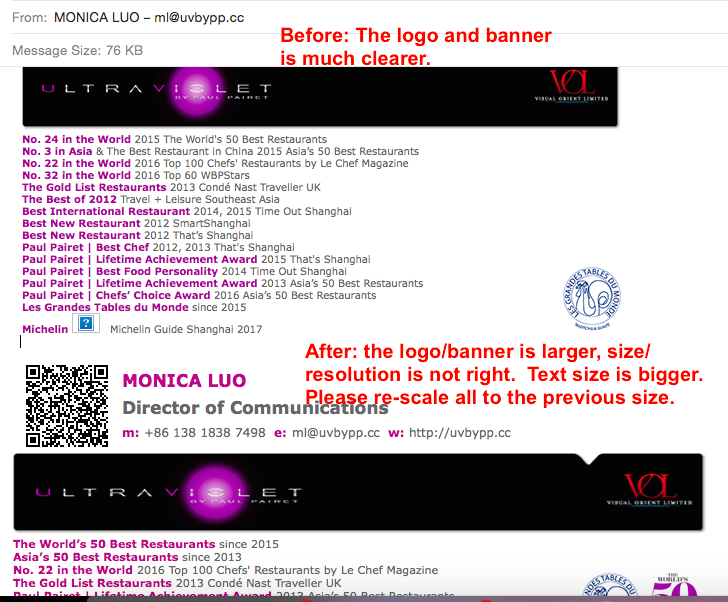 From: MONICA LUO – ml@uvbypp.cc
Before: The logo and banner
is much clearer.
Message Size: 76 KB
ULTRAVIOLET
BY PAUL PAIRET
VOL
VISUAL ORIENT LIMITED
No. 24 in the World 2015 The World's 50 Best Restaurants
No. 3 in Asia & The Best Restaurant in China 2015 Asia's 50 Best Restaurants
No. 22 in the World 2016 Top 100 Chefs' Restaurants by Le Chef Magazine
No. 32 in the World 2016 Top 60 WBPStars
The Gold List Restaurants 2013 Condé Nast Traveller UK
The Best of 2012 Travel + Leisure Southeast Asia
Best International Restaurant 2014, 2015 Time Out Shanghai
Best New Restaurant 2012 SmartShanghai
Best New Restaurant 2012 That's Shanghai
Paul Pairet | Best Chef 2012, 2013 That's Shanghai
Paul Pairet | Lifetime Achievement Award 2015 That's Shanghai
Paul Pairet | Best Food Personality 2014 Time Out Shanghai
Paul Pairet | Lifetime Achievement Award 2013 Asia's 50 Best Restaurants
Paul Pairet | Chefs' Choice Award 2016 Asia's 50 Best Restaurants
Les Grandes Tables du Monde since 2015
LES GRANDES TABLES DU MONDE
TRADITION & QUALITÉ
Michelin ? Michelin Guide Shanghai 2017
After: the logo/banner is larger, size/
resolution is not right. Text size is bigger.
Please re-scale all to the previous size.
MONICA LUO
Director of Communications
m: +86 138 1838 7498 e: ml@uvbypp.cc w: http://uvbypp.cc
ULTRAVIOLET
BY PAUL PAIRET
VOL
VISUAL ORIENT LIMITED
The World's 50 Best Restaurants since 2015
Asia's 50 Best Restaurants since 2013
No. 22 in the World 2016 Top 100 Chefs' Restaurants by Le Chef Magazine
The Gold List Restaurants 2013 Condé Nast Traveller UK
Paul Pairet | Lifetime Achievement Award 2013 Asia's 50 Best Restaurants
GRANDES TABLES DU
THE
WORLD'S
50